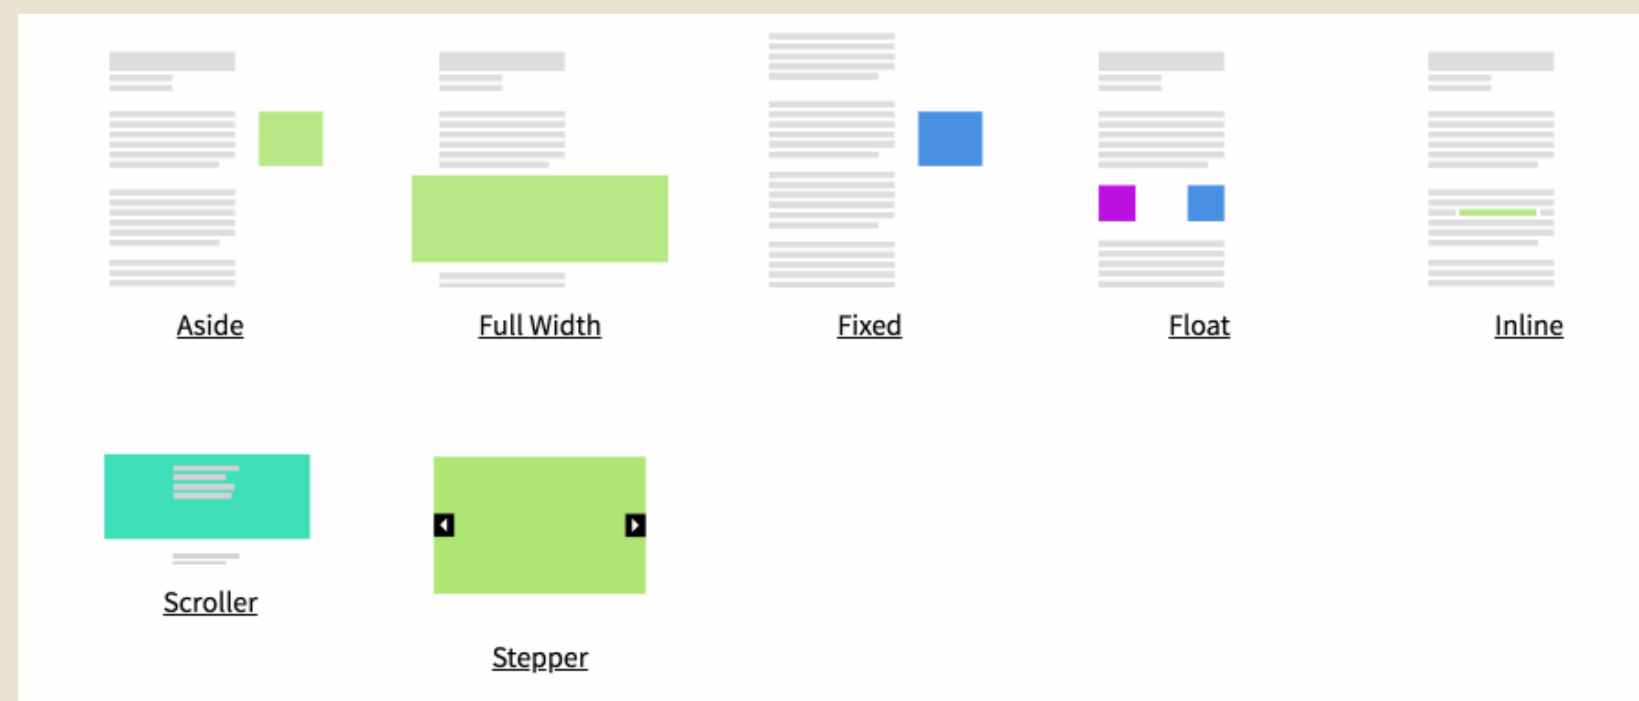 Aside
Full Width
Fixed
Float
Inline
Scroller
Stepper